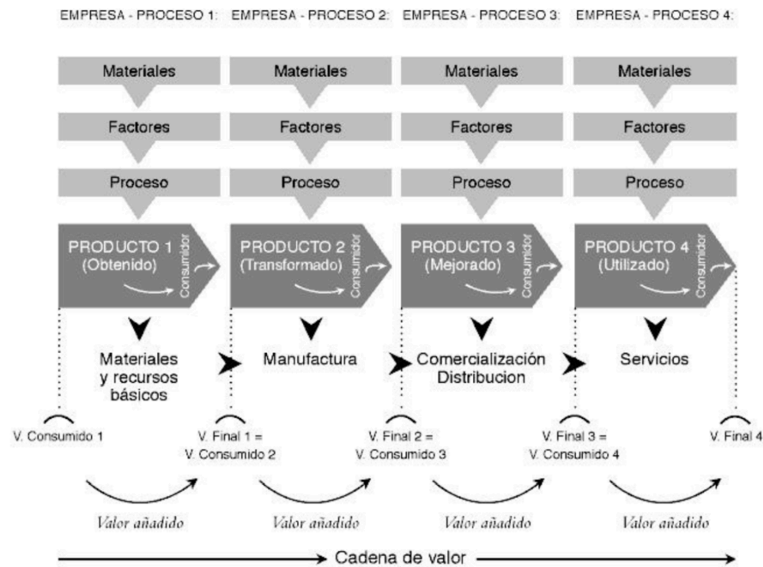 EMPRESA - PROCESO 1: EMPRESA - PROCESO 2: EMPRESA - PROCESO 3: EMPRESA - PROCESO 4:
Materiales Materiales Materiales Materiales
Factores Factores Factores Factores
Proceso Proceso Proceso Proceso
PRODUCTO 1
(Obtenido)
Consumidor
PRODUCTO 2
(Transformado)
Consumidor
PRODUCTO 3
(Mejorado)
Consumidor
PRODUCTO 4
(Utilizado)
Consumidor
Materiales
y recursos
básicos
Manufactura
Comercialización
Distribucion
Servicios
V. Consumido 1
V. Final 1 =
V. Consumido 2
V. Final 2 =
V. Consumido 3
V. Final 3 =
V. Consumido 4
V. Final 4
Valor añadido Valor añadido Valor añadido Valor añadido
Cadena de valor